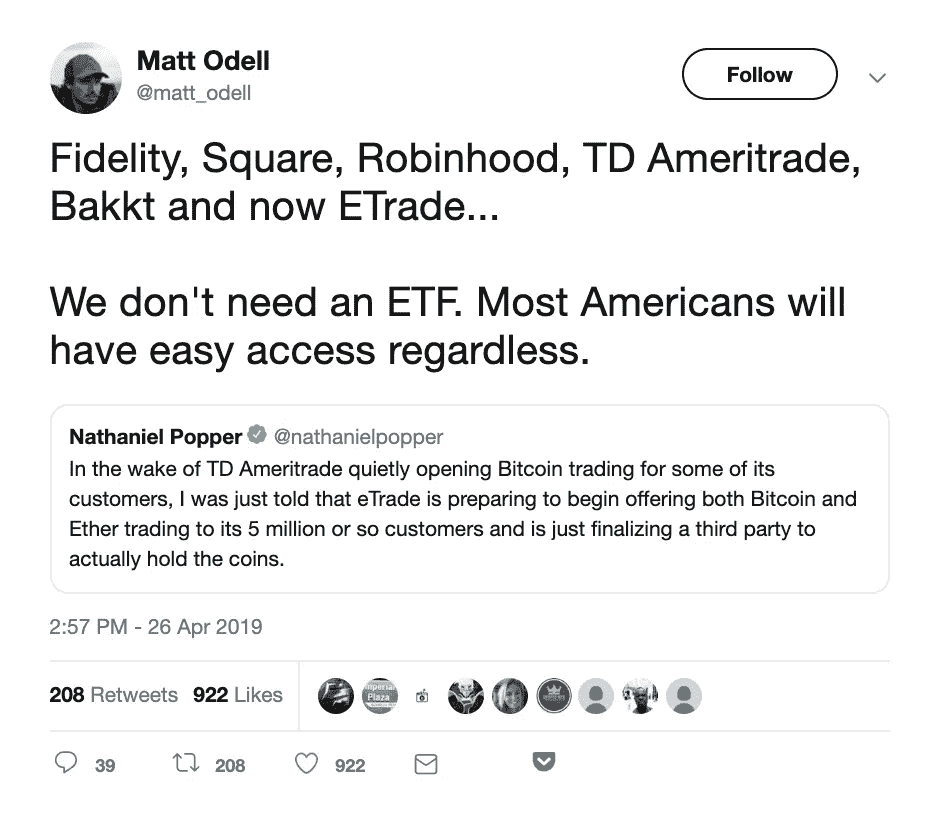 Matt Odell
@matt_odell
Follow
Fidelity, Square, Robinhood, TD Ameritrade,
Bakkt and now ETrade...
We don't need an ETF. Most Americans will
have easy access regardless.
Nathaniel Popper @nathanielpopper
In the wake of TD Ameritrade quietly opening Bitcoin trading for some of its
customers, I was just told that eTrade is preparing to begin offering both Bitcoin and
Ether trading to its 5 million or so customers and is just finalizing a third party to
actually hold the coins.
2:57 PM - 26 Apr 2019
208 Retweets 922 Likes
Plaza
39 208 922